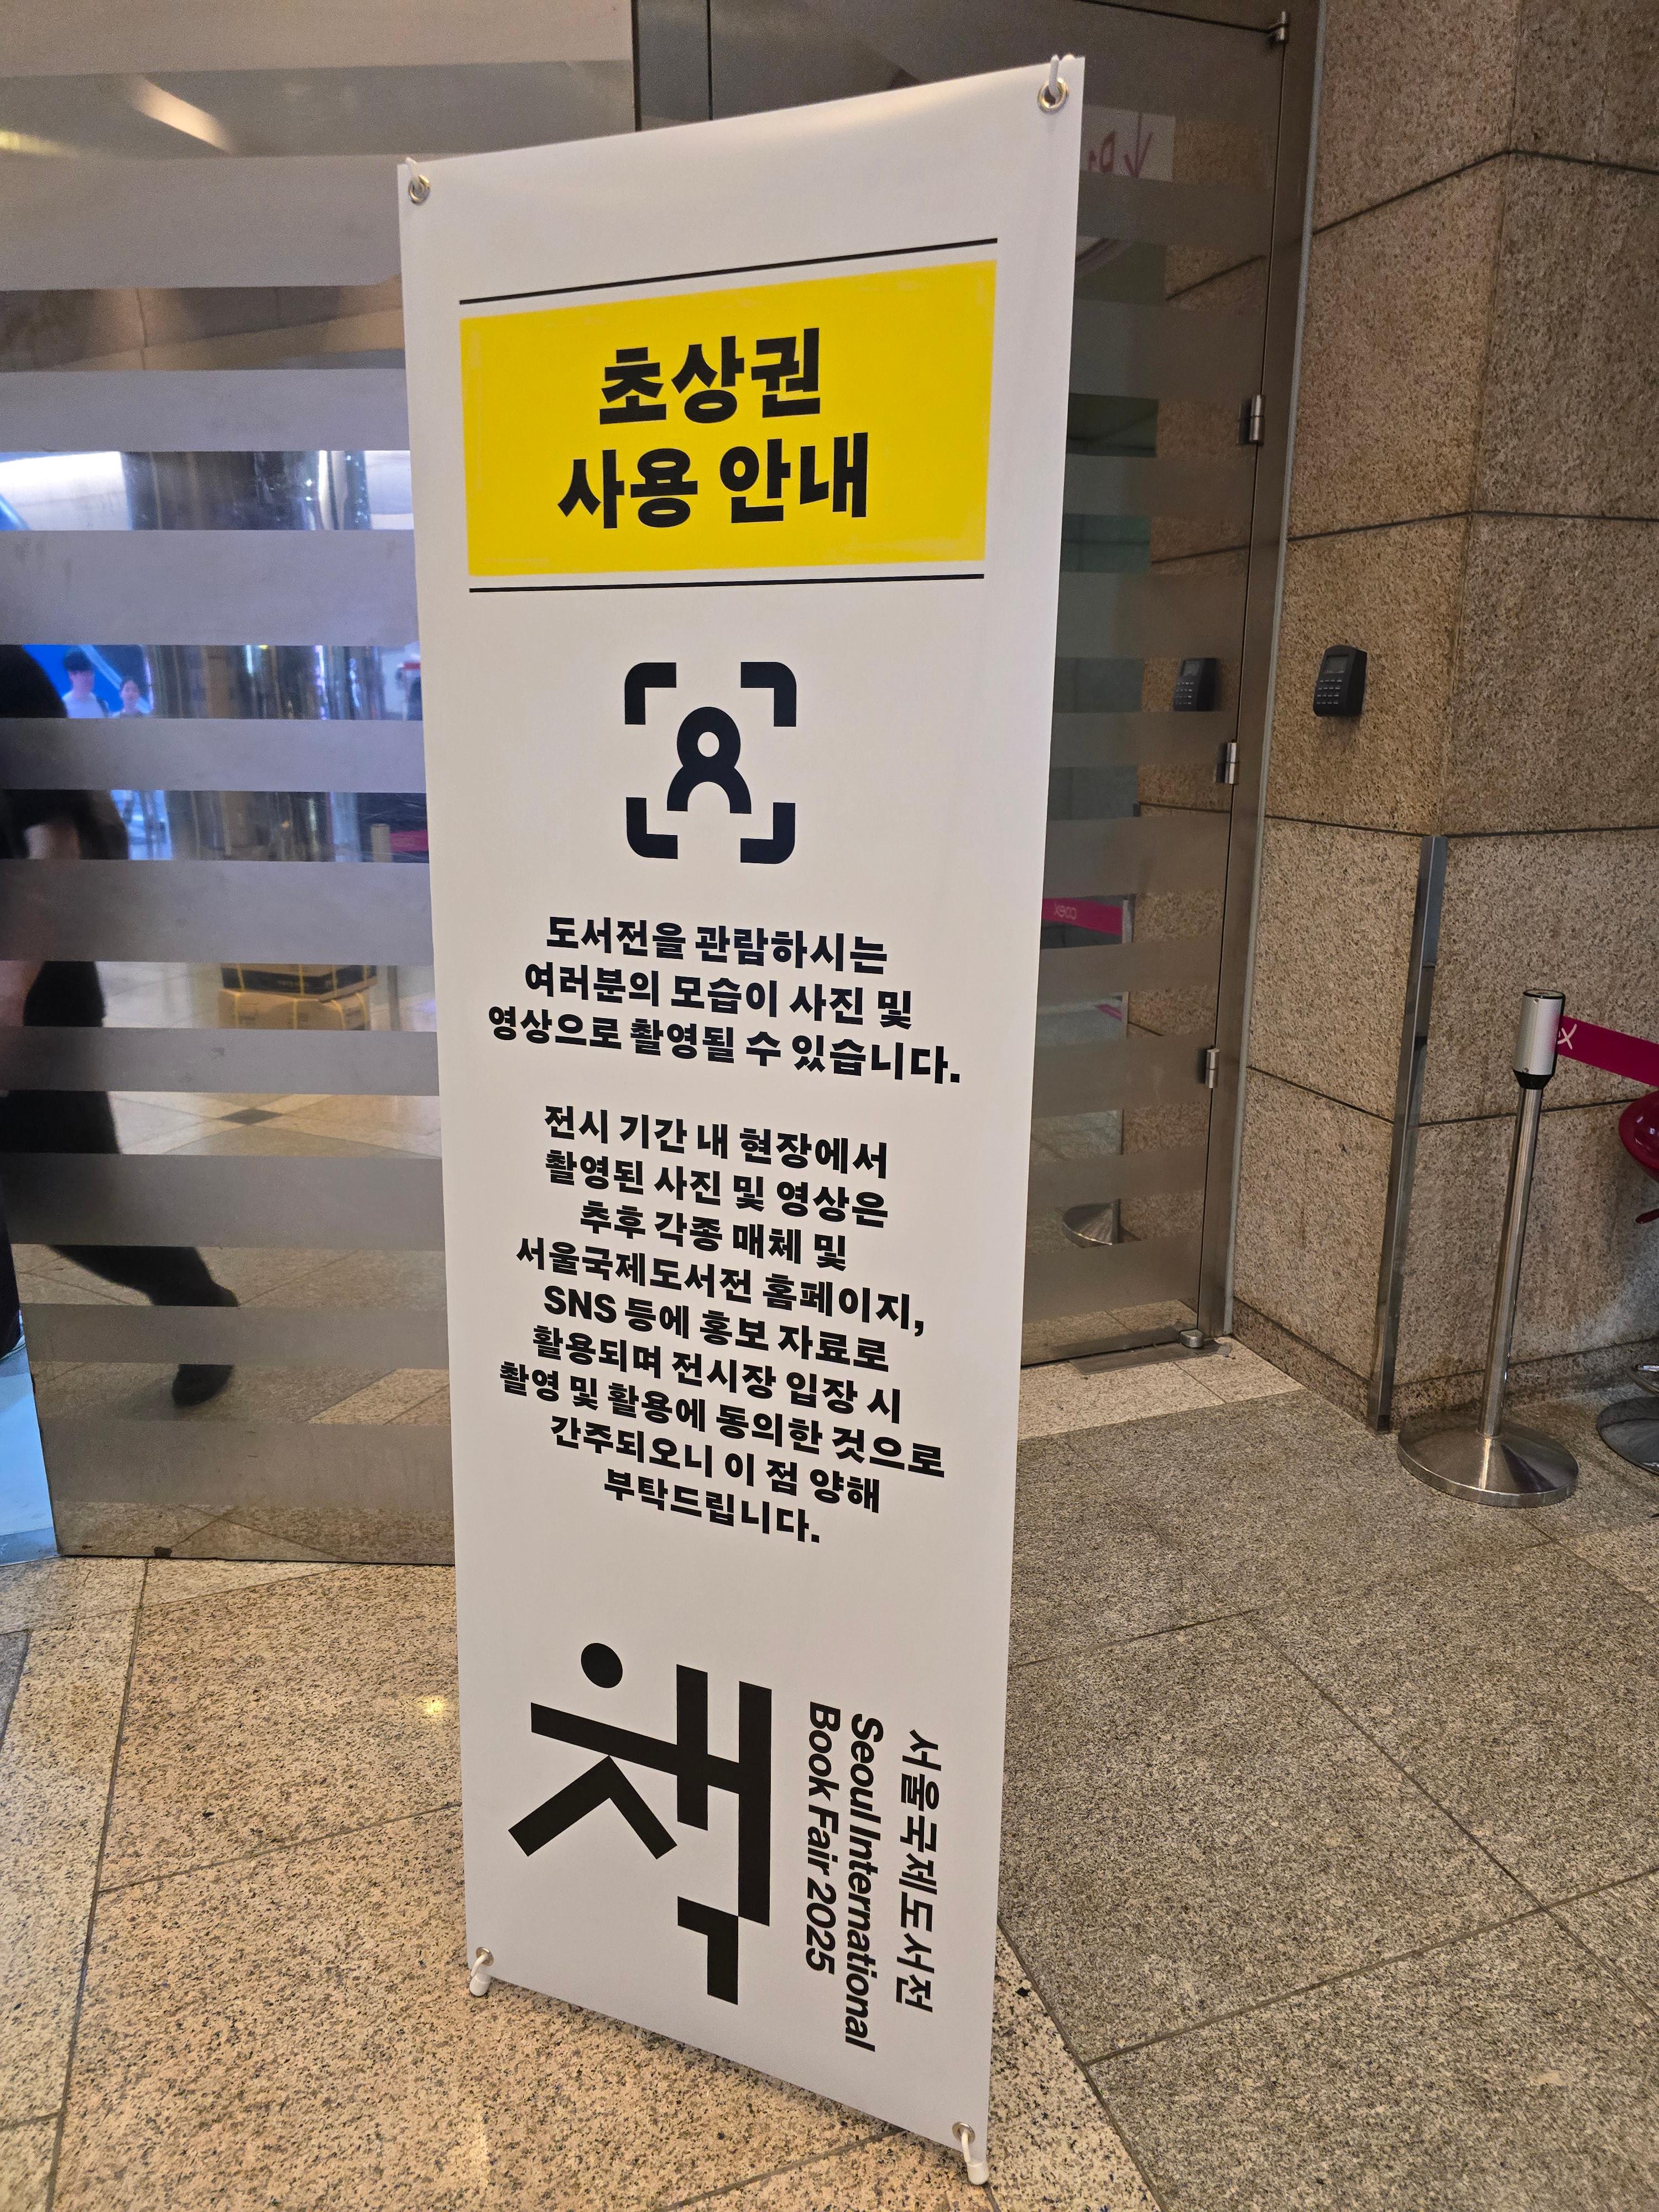 초상권
사용 안내
도서전을 관람하시는
여러분의 모습이 사진 및
영상으로 촬영될 수 있습니다.
전시 기간 내 현장에서
촬영된 사진 및 영상은
추후 각종 매체 및
서울국제도서전 홈페이지,
SNS 등에 홍보 자료로
활용되며 전시장 입장 시
촬영 및 활용에 동의한 것으로
간주되오니 이 점 양해
부탁드립니다.
서울국제도서전
Seoul International
Book Fair 2025
coex